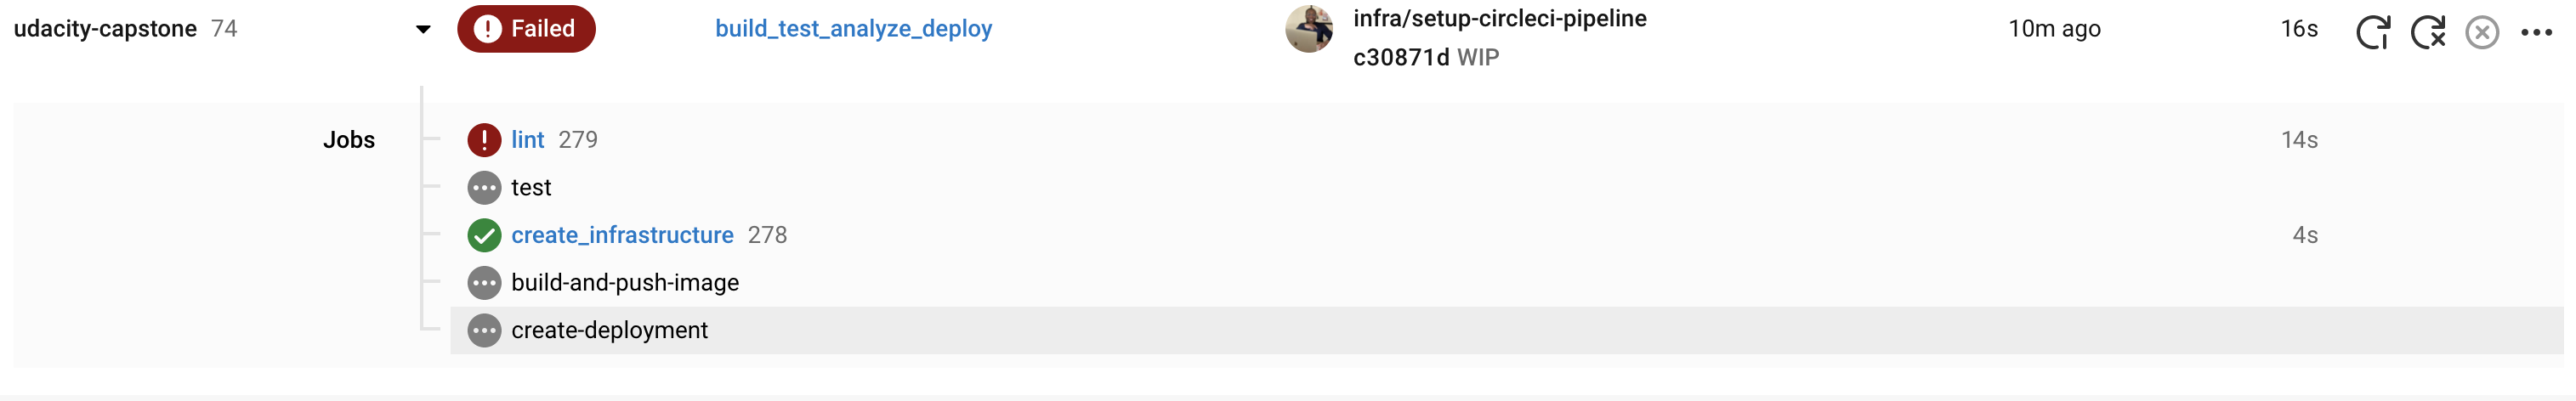 udacity-capstone 74 Failed build_test_analyze_deploy infra/setup-circleci-pipeline 10m ago 16s
c30871d WIP
Jobs lint 279 14s
test
create_infrastructure 278 4s
build-and-push-image
create-deployment